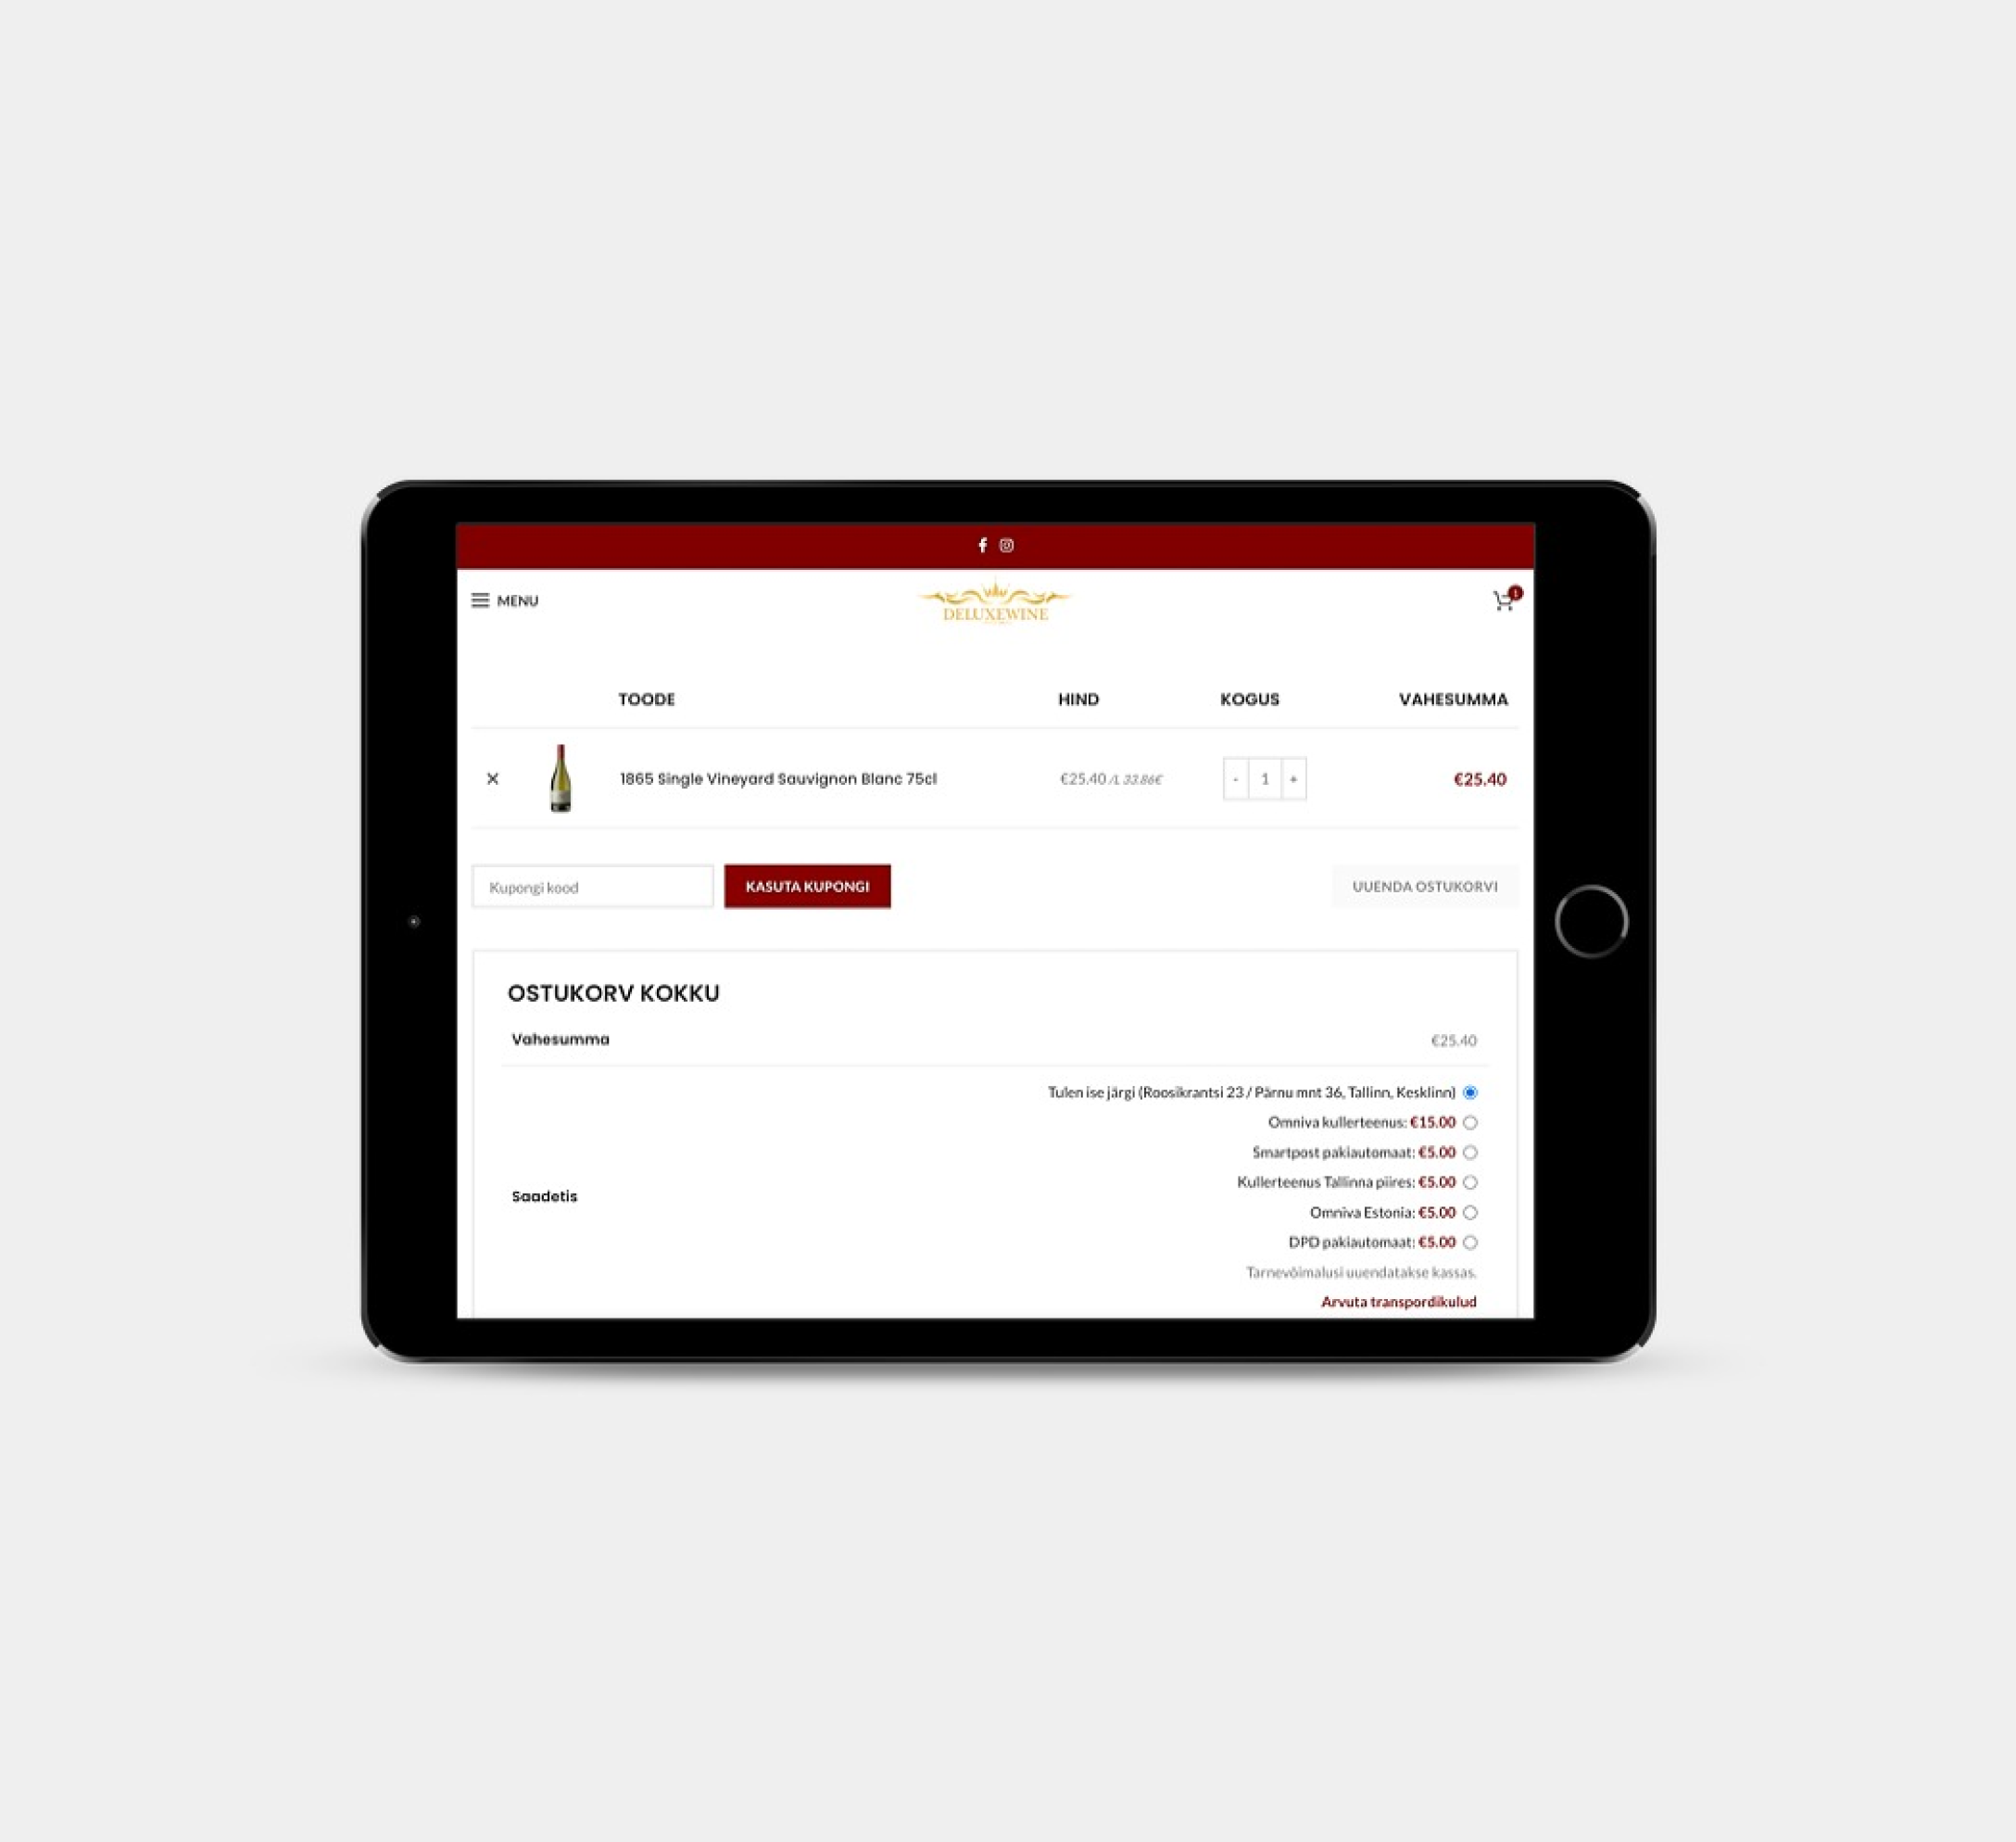 MENU
DELUXEWINE
1
TOODE HIND KOGUS VAHESUMMA
× 1865 Single Vineyard Sauvignon Blanc 75cl €25.40 /L 33.86€ - 1 + €25.40
Kupongi kood KASUTA KUPONGI UUENDA OSTUKORVI
OSTUKORV KOKKU
Vahesumma €25.40
Tulen ise järgi (Roosikrantsi 23 / Pärnu mnt 36, Tallinn, Kesklinn)
Omniva kullerteenus: €15.00
Smartpost pakiautomaat: €5.00
Kullerteenus Tallinna piires: €5.00
Saadetis
Omniva Estonia: €5.00
DPD pakiautomaat: €5.00
Tarnevõimalusi uuendatakse kassas.
Arvuta transpordikulud